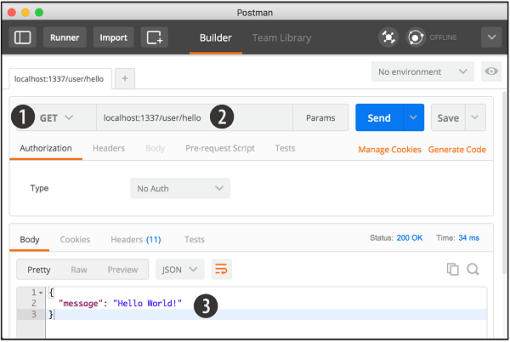 Postman
Runner Import Builder Team Library OFFLINE
localhost:1337/user/hello + No environment
1 GET localhost:1337/user/hello 2 Params Send Save
Authorization Headers Body Pre-request Script Tests Manage Cookies Generate Code
Type No Auth
Body Cookies Headers (11) Tests Status: 200 OK Time: 34 ms
Pretty Raw Preview JSON
1 {
2 "message": "Hello World!" 3
3 }